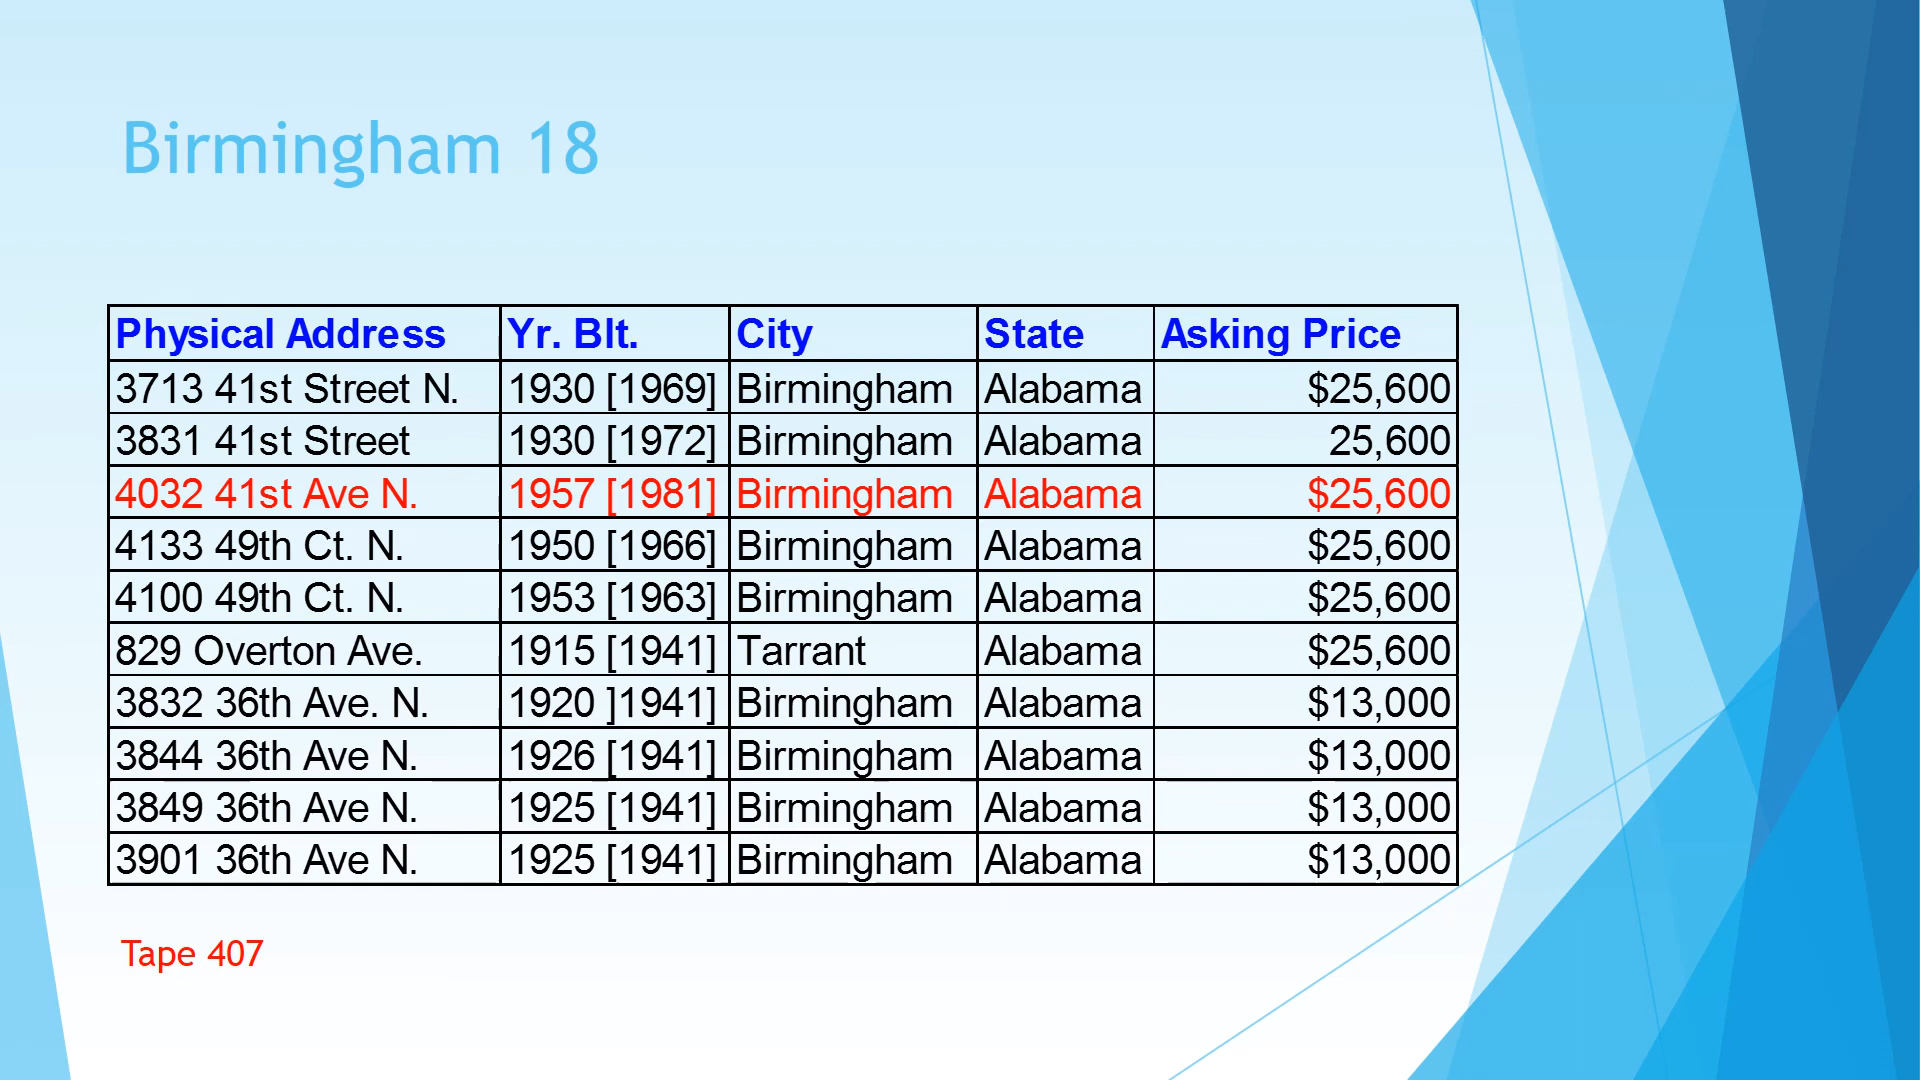 Birmingham 18
Physical Address Yr. Blt. City State Asking Price
3713 41st Street N. 1930 [1969] Birmingham Alabama $25,600
3831 41st Street 1930 [1972] Birmingham Alabama 25,600
4032 41st Ave N. 1957 [1981] Birmingham Alabama $25,600
4133 49th Ct. N. 1950 [1966] Birmingham Alabama $25,600
4100 49th Ct. N. 1953 [1963] Birmingham Alabama $25,600
829 Overton Ave. 1915 [1941] Tarrant Alabama $25,600
3832 36th Ave. N. 1920 ]1941] Birmingham Alabama $13,000
3844 36th Ave N. 1926 [1941] Birmingham Alabama $13,000
3849 36th Ave N. 1925 [1941] Birmingham Alabama $13,000
3901 36th Ave N. 1925 [1941] Birmingham Alabama $13,000
Tape 407